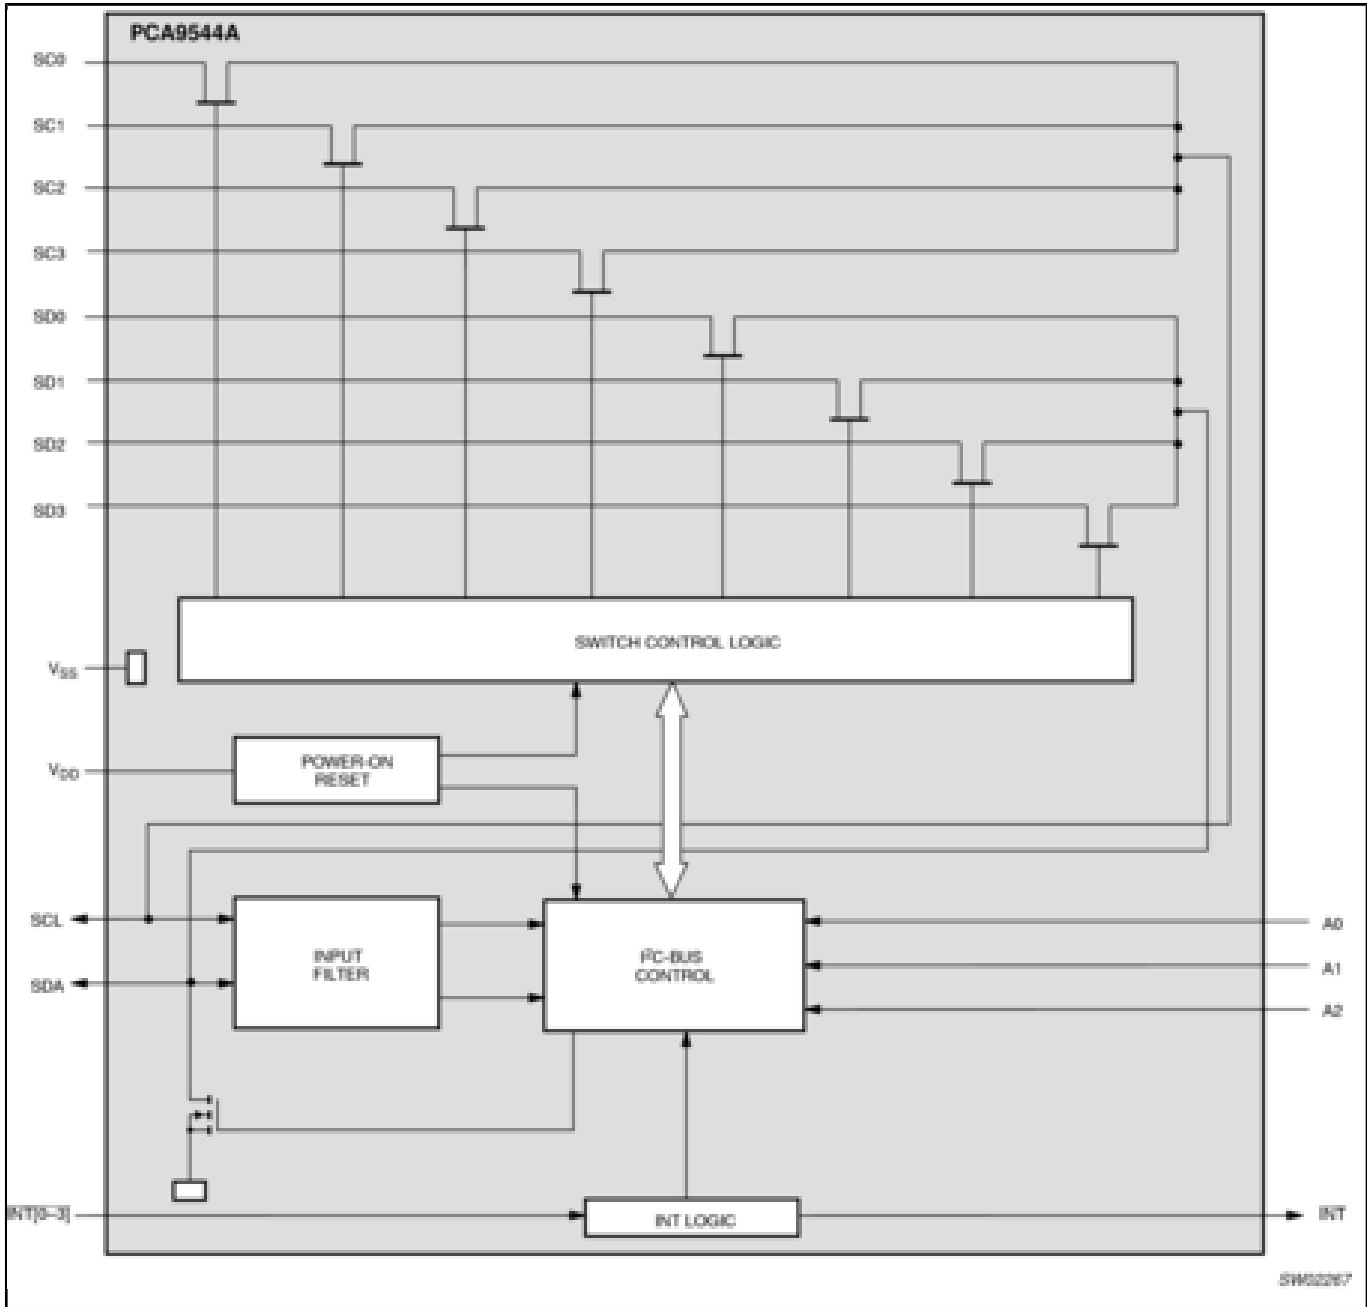 PCA9544A
SC0
SC1
SC2
SC3
SD0
SD1
SD2
SD3
SWITCH CONTROL LOGIC
VSS
POWER-ON
RESET
VDD
SCL
INPUT
FILTER
I²C-BUS
CONTROL
A0
A1
SDA
A2
INT[0–3]
INT LOGIC
INT
SW02267